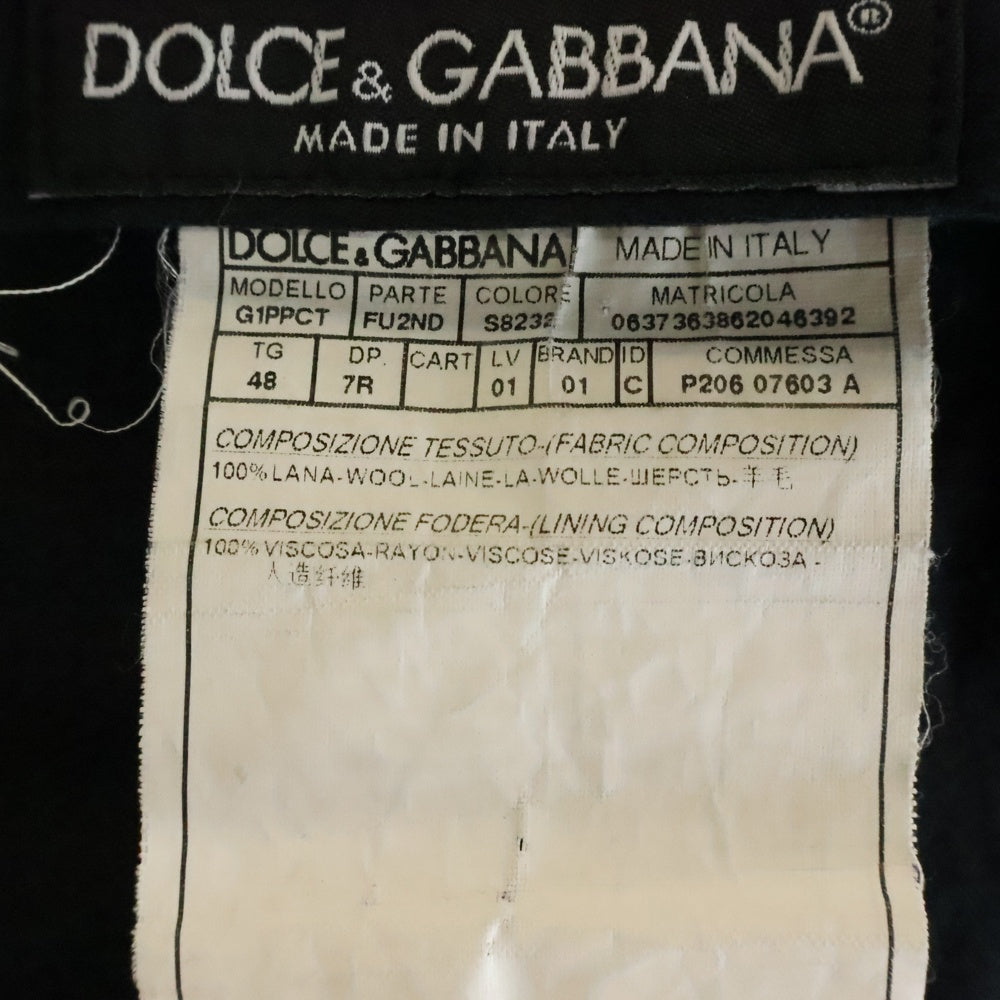 DOLCE & GABBANA®
MADE IN ITALY
DOLCE & GABBANA MADE IN ITALY
MODELLO PARTE COLORE MATRICOLA
G1PPCT FU2ND S8232 0637363862046392
TG DP. CART LV BRAND ID COMMESSA
48 7R 01 01 C P206 07603 A
COMPOSIZIONE TESSUTO-(FABRIC COMPOSITION)
100% LANA-WOOL-LAINE-LA-WOLLE-ШЕРСТЬ-羊毛
COMPOSIZIONE FODERA-(LINING COMPOSITION)
100% VISCOSA-RAYON-VISCOSE-VISKOSE-ВИСКОЗА -
人造纤维